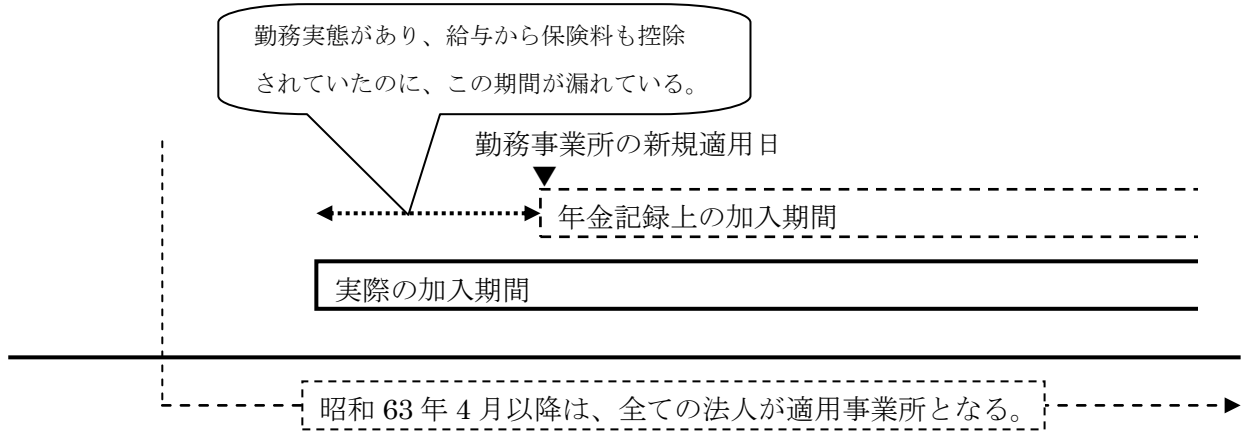 勤務実態があり、給与から保険料も控除
されていたのに、この期間が漏れている。
勤務事業所の新規適用日
年金記録上の加入期間
実際の加入期間
昭和 63 年 4 月以降は、全ての法人が適用事業所となる。